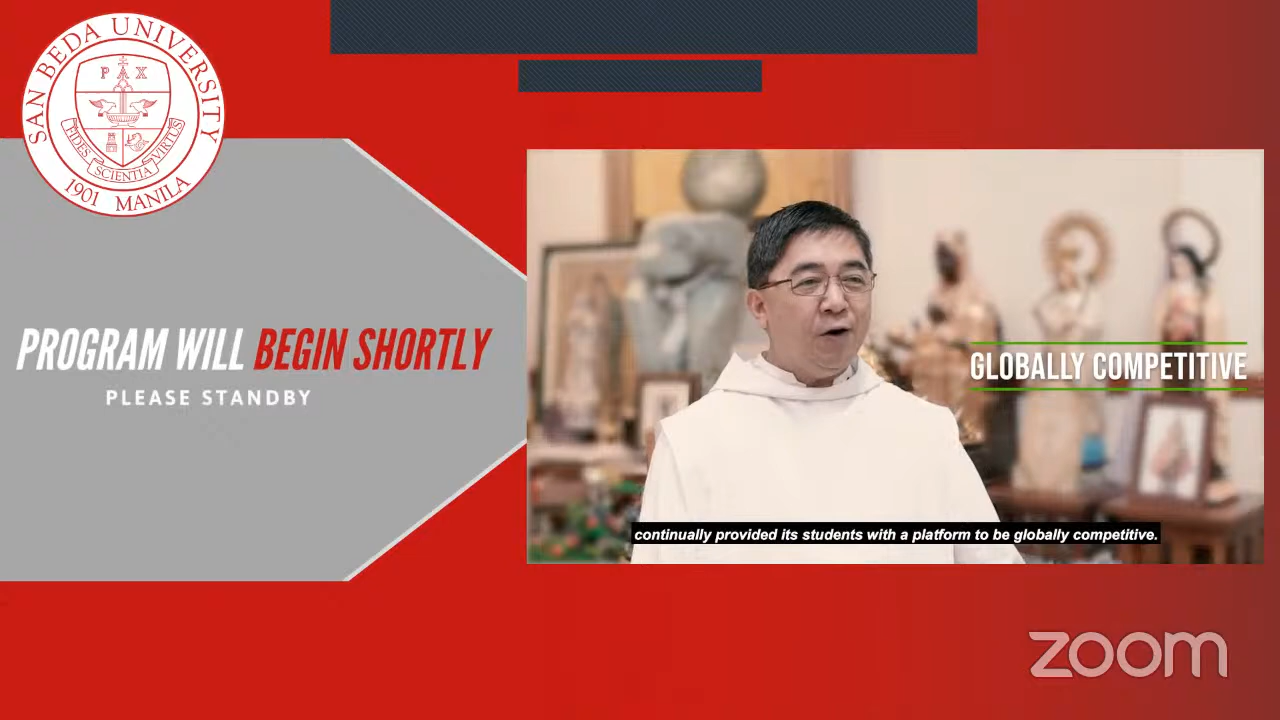 SAN BEDA UNIVERSITY
PAX
FIDES
SCIENTIA
VIRTUS
1901 MANILA
PROGRAM WILL BEGIN SHORTLY
PLEASE STANDBY
GLOBALLY COMPETITIVE
continually provided its students with a platform to be globally competitive.
zoom